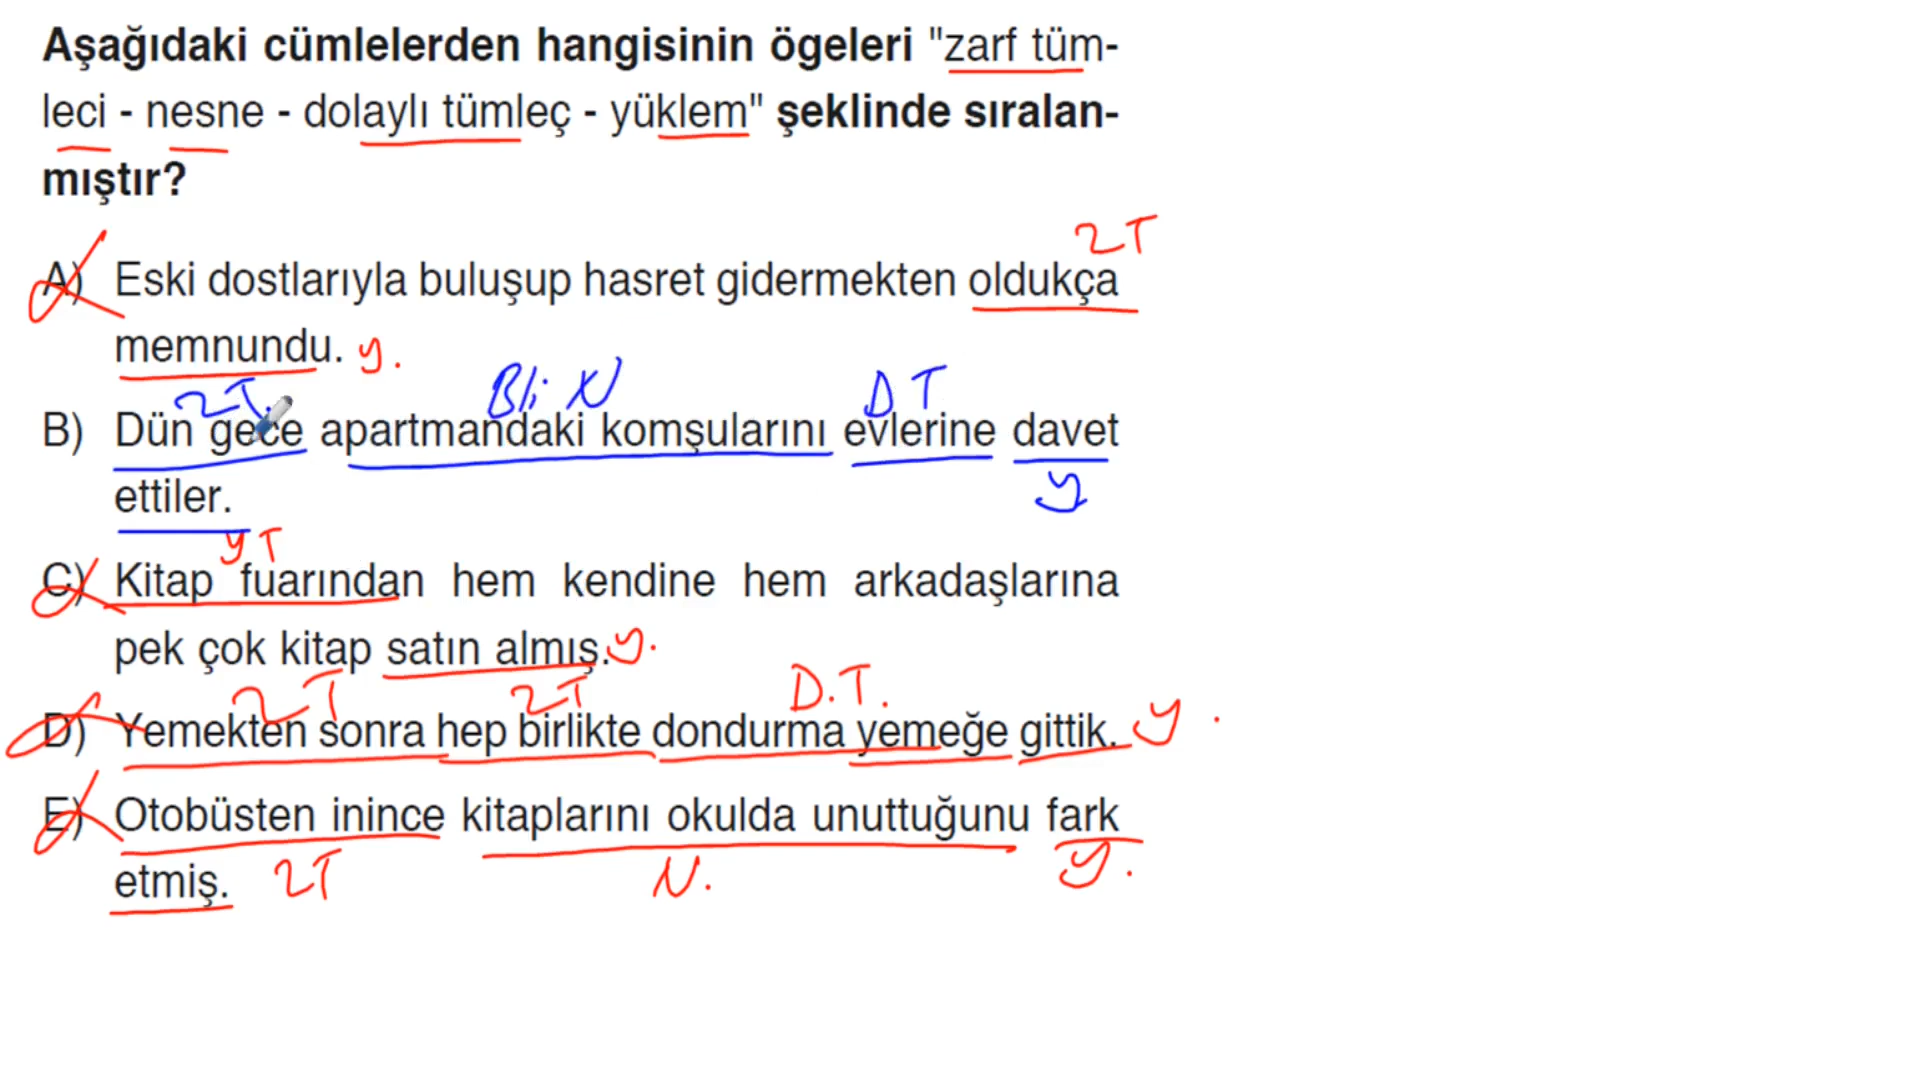 Aşağıdaki cümlelerden hangisinin ögeleri "zarf tüm-
leci - nesne - dolaylı tümleç - yüklem" şeklinde sıralan-
mıştır?
ZT
A) Eski dostlarıyla buluşup hasret gidermekten oldukça
memnundu. y.
ZT Bli N DT
B) Dün gece apartmandaki komşularını evlerine davet
ettiler. y
yT
C) Kitap fuarından hem kendine hem arkadaşlarına
pek çok kitap satın almış. y.
ZT ZT D.T.
D) Yemekten sonra hep birlikte dondurma yemeğe gittik. y.
E) Otobüsten inince kitaplarını okulda unuttuğunu fark
etmiş. ZT N. y.